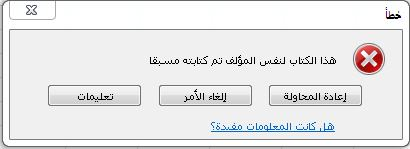 خطأ
هذا الكتاب لنفس المؤلف تم كتابته مسبقا
إعادة المحاولة إلغاء الأمر تعليمات
هل كانت المعلومات مفيدة؟